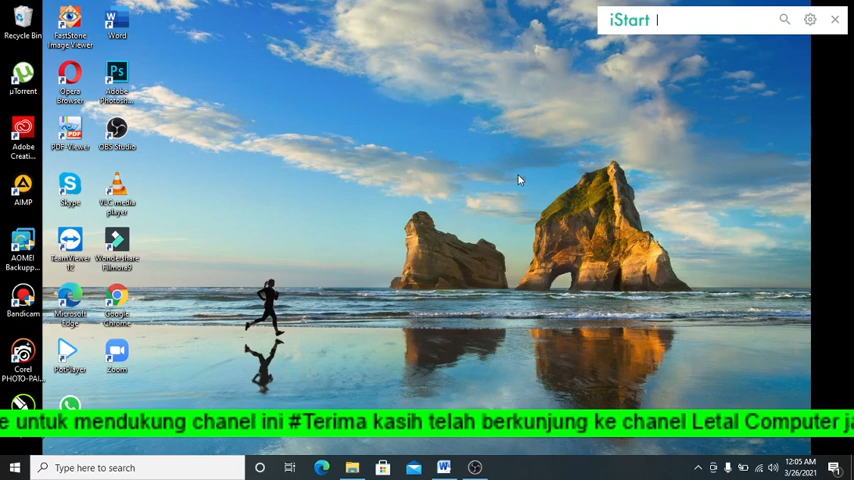 iStart
Recycle Bin
FastStone
Image Viewer
Word
µTorrent
Opera
Browser
Adobe
Photosh...
Adobe
Creati...
PDF-Viewer
OBS Studio
AIMP
Skype
VLC media
player
AOMEI
Backupp...
TeamViewer
12
Wondershare
Filmora9
Bandicam
Microsoft
Edge
Google
Chrome
Corel
PHOTO-PAI...
PotPlayer
Zoom
e untuk mendukung chanel ini #Terima kasih telah berkunjung ke chanel Letal Computer ja
Type here to search
12:05 AM
3/26/2021